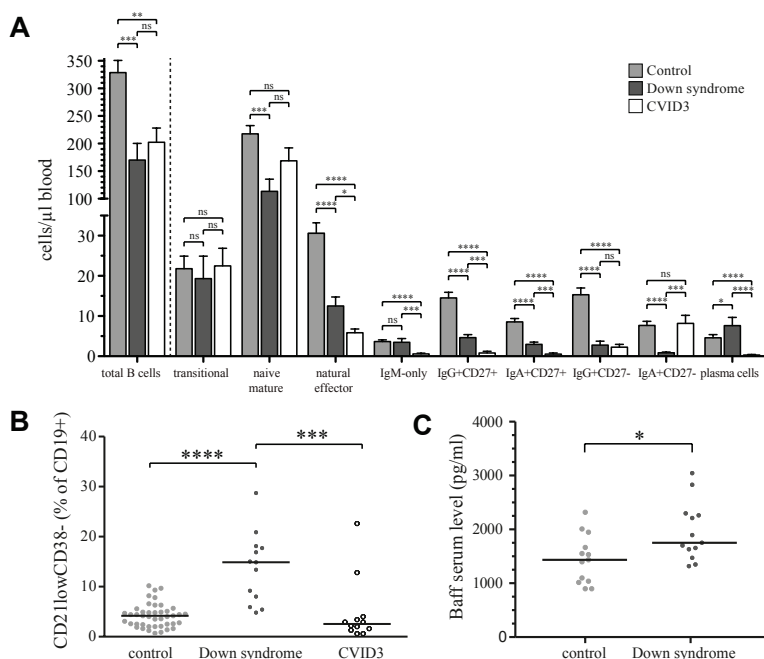 A
** 
ns
***
Control
Down syndrome
CVID3
ns
ns
***
ns
ns
ns
****
*
****
****
***
ns
****
***
****
****
***
****
****
ns
****
ns
***
****
****
****
*
cells/µl blood
350
300
250
200
150
100
30
20
10
0
total B cells
transitional
naive
mature
natural
effector
IgM-only
IgG+CD27+
IgA+CD27+
IgG+CD27-
IgA+CD27-
plasma cells
B
CD21lowCD38- (% of CD19+)
40
30
20
10
0
****
***
control
Down syndrome
CVID3
C
Baff serum level (pg/ml)
4000
3000
2000
1000
0
*
control
Down syndrome